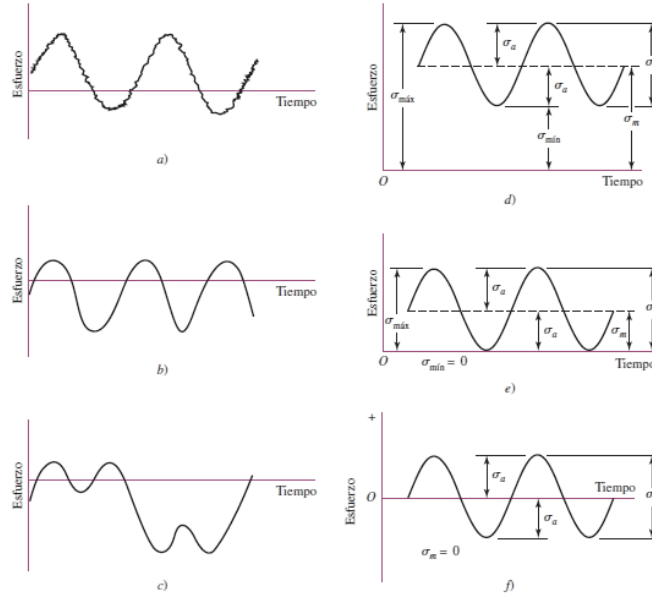 Esfuerzo
Tiempo
a)
Esfuerzo
Tiempo
b)
Esfuerzo
Tiempo
c)
Esfuerzo
σmáx
σa
σa
σmín
σm
σ
O
Tiempo
d)
Esfuerzo
σmáx
σa
σa
σm
σ
O
σmín = 0
Tiempo
e)
+
Esfuerzo
O
σa
σa
Tiempo
σ
σm = 0
f)